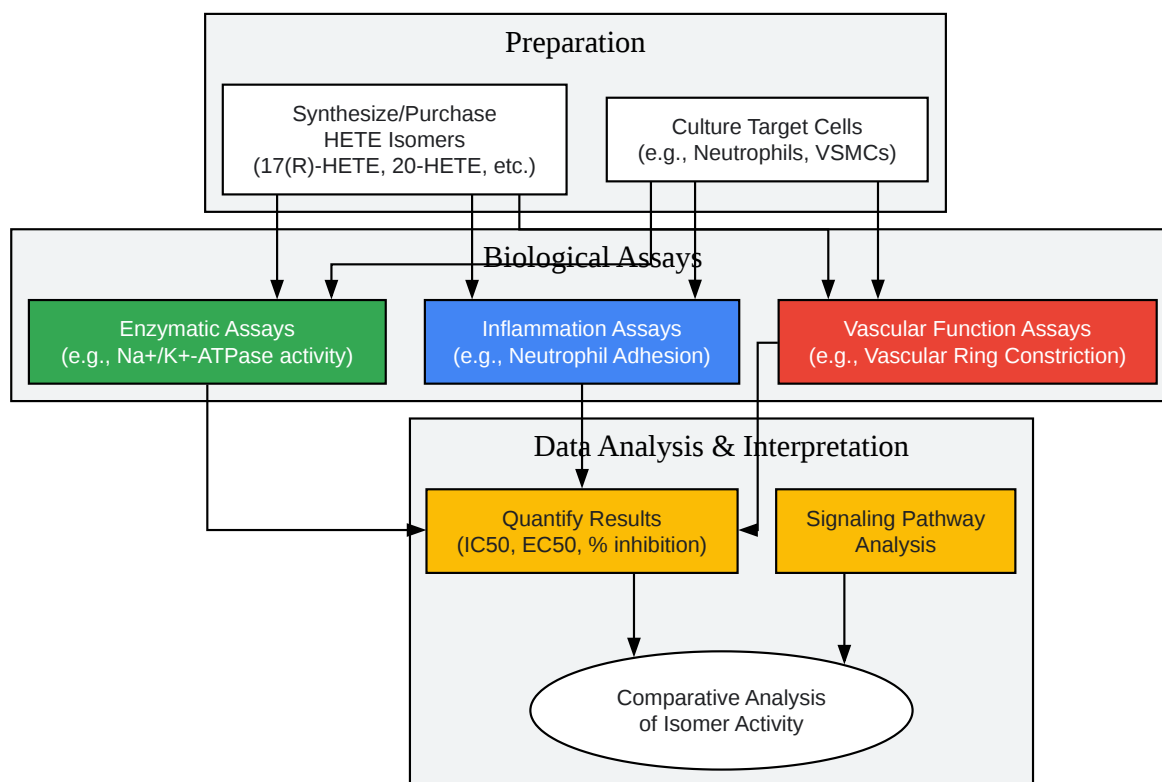 Preparation
Synthesize/Purchase
HETE Isomers
(17(R)-HETE, 20-HETE, etc.)
Culture Target Cells
(e.g., Neutrophils, VSMCs)
Biological Assays
Enzymatic Assays
(e.g., Na+/K+-ATPase activity)
Inflammation Assays
(e.g., Neutrophil Adhesion)
Vascular Function Assays
(e.g., Vascular Ring Constriction)
Data Analysis & Interpretation
Quantify Results
(IC50, EC50, % inhibition)
Signaling Pathway
Analysis
Comparative Analysis
of Isomer Activity